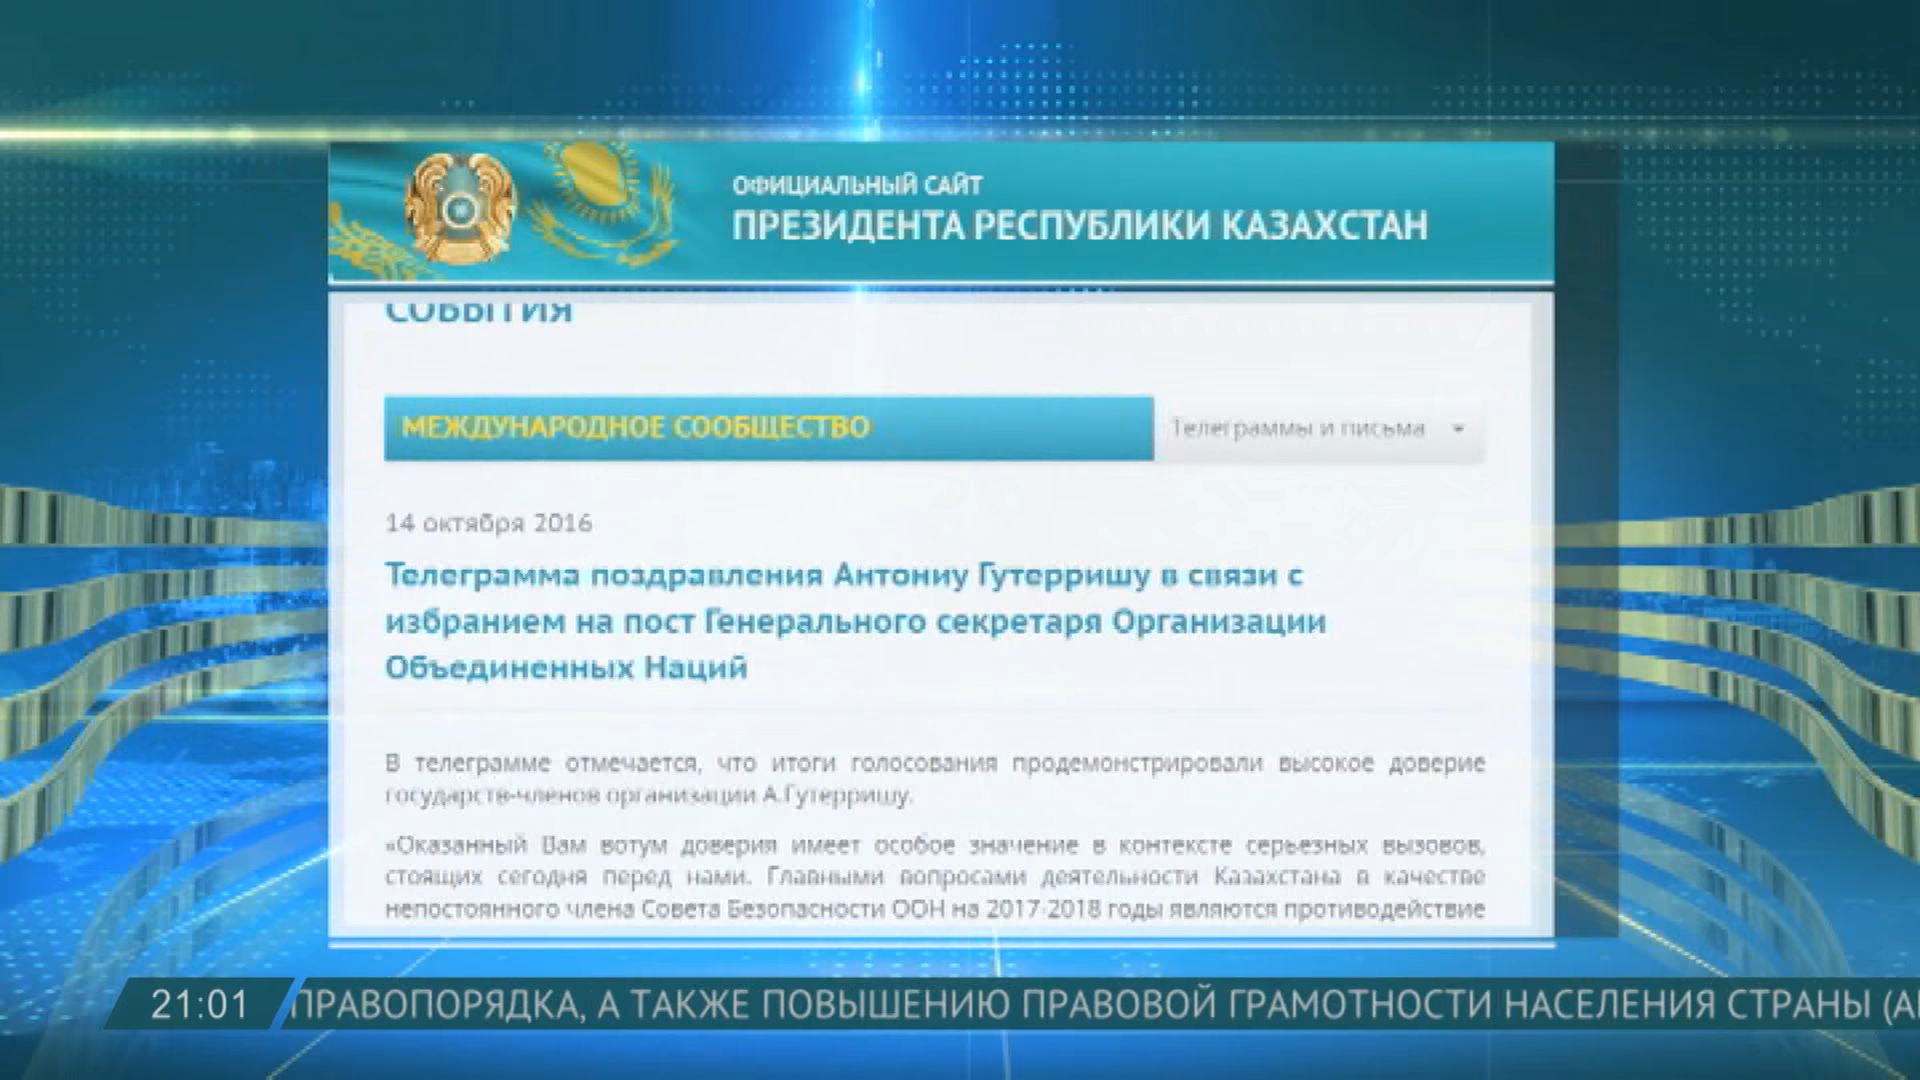 ОФИЦИАЛЬНЫЙ САЙТ
ПРЕЗИДЕНТА РЕСПУБЛИКИ КАЗАХСТАН
СОБЫТИЯ
МЕЖДУНАРОДНОЕ СООБЩЕСТВО
Телеграммы и письма
14 октября 2016
Телеграмма поздравления Антониу Гутерришу в связи с
избранием на пост Генерального секретаря Организации
Объединенных Наций
В телеграмме отмечается, что итоги голосования продемонстрировали высокое доверие
государств-членов организации А.Гутерришу.
«Оказанный Вам вотум доверия имеет особое значение в контексте серьезных вызовов,
стоящих сегодня перед нами. Главными вопросами деятельности Казахстана в качестве
непостоянного члена Совета Безопасности ООН на 2017-2018 годы являются противодействие
21:01 ПРАВОПОРЯДКА, А ТАКЖЕ ПОВЫШЕНИЮ ПРАВОВОЙ ГРАМОТНОСТИ НАСЕЛЕНИЯ СТРАНЫ